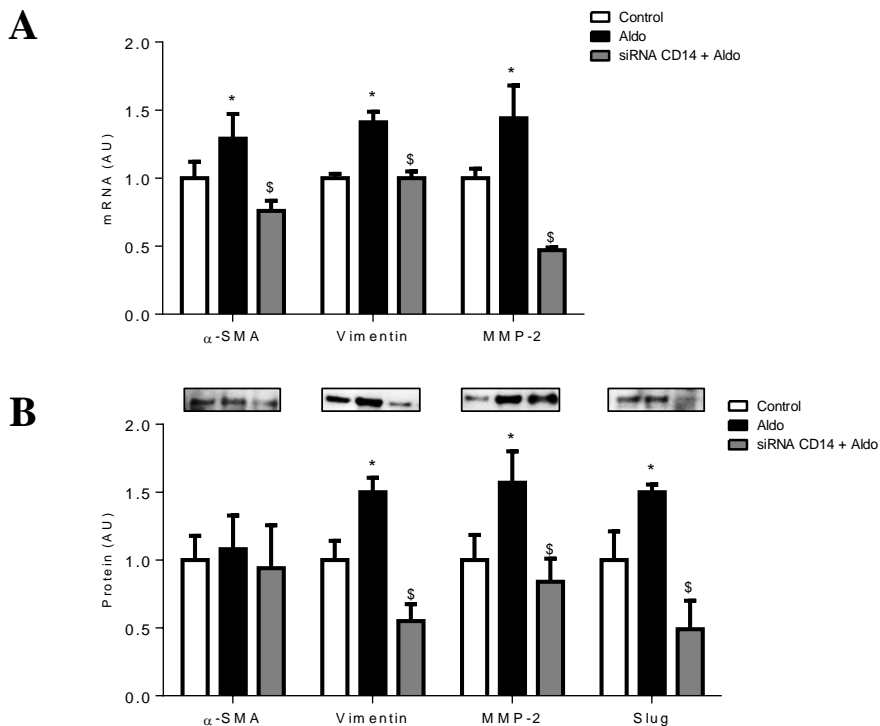 A
Control
Aldo
siRNA CD14 + Aldo
2.0
1.5
1.0
0.5
0.0
mRNA (AU)
*
$
*
$
*
$
α-SMA Vimentin MMP-2
B
Control
Aldo
siRNA CD14 + Aldo
2.0
1.5
1.0
0.5
0.0
Protein (AU)
*
$
*
$
*
$
α-SMA Vimentin MMP-2 Slug